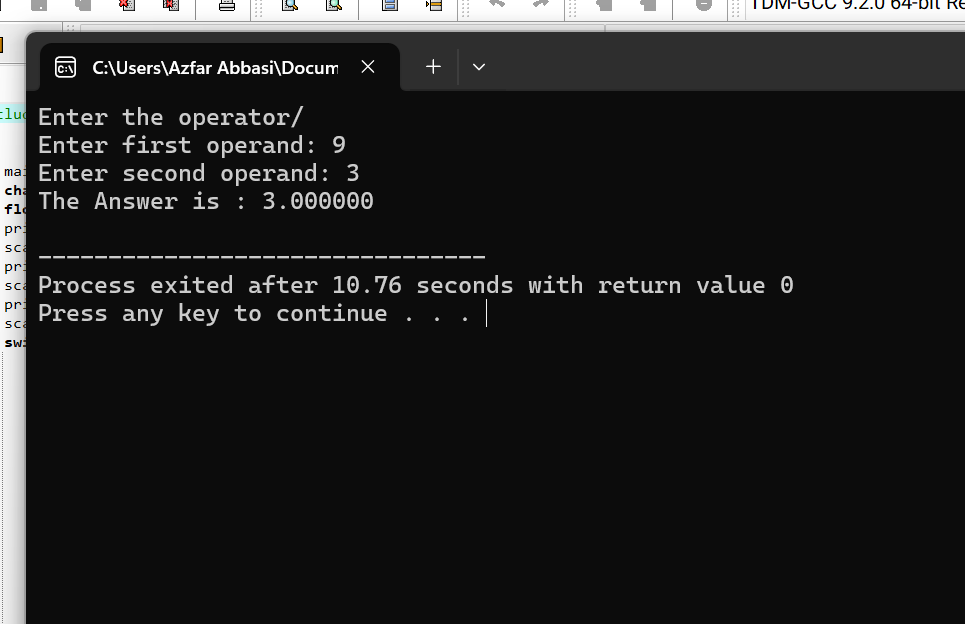 TDM-GCC 9.2.0 64-bit Re
C:\Users\Azfar Abbasi\Docum
Enter the operator/
Enter first operand: 9
Enter second operand: 3
The Answer is : 3.000000
--------------------------------
Process exited after 10.76 seconds with return value 0
Press any key to continue . . .
clud
mai
cha
flo
pri
sca
pri
sca
pri
sca
swi